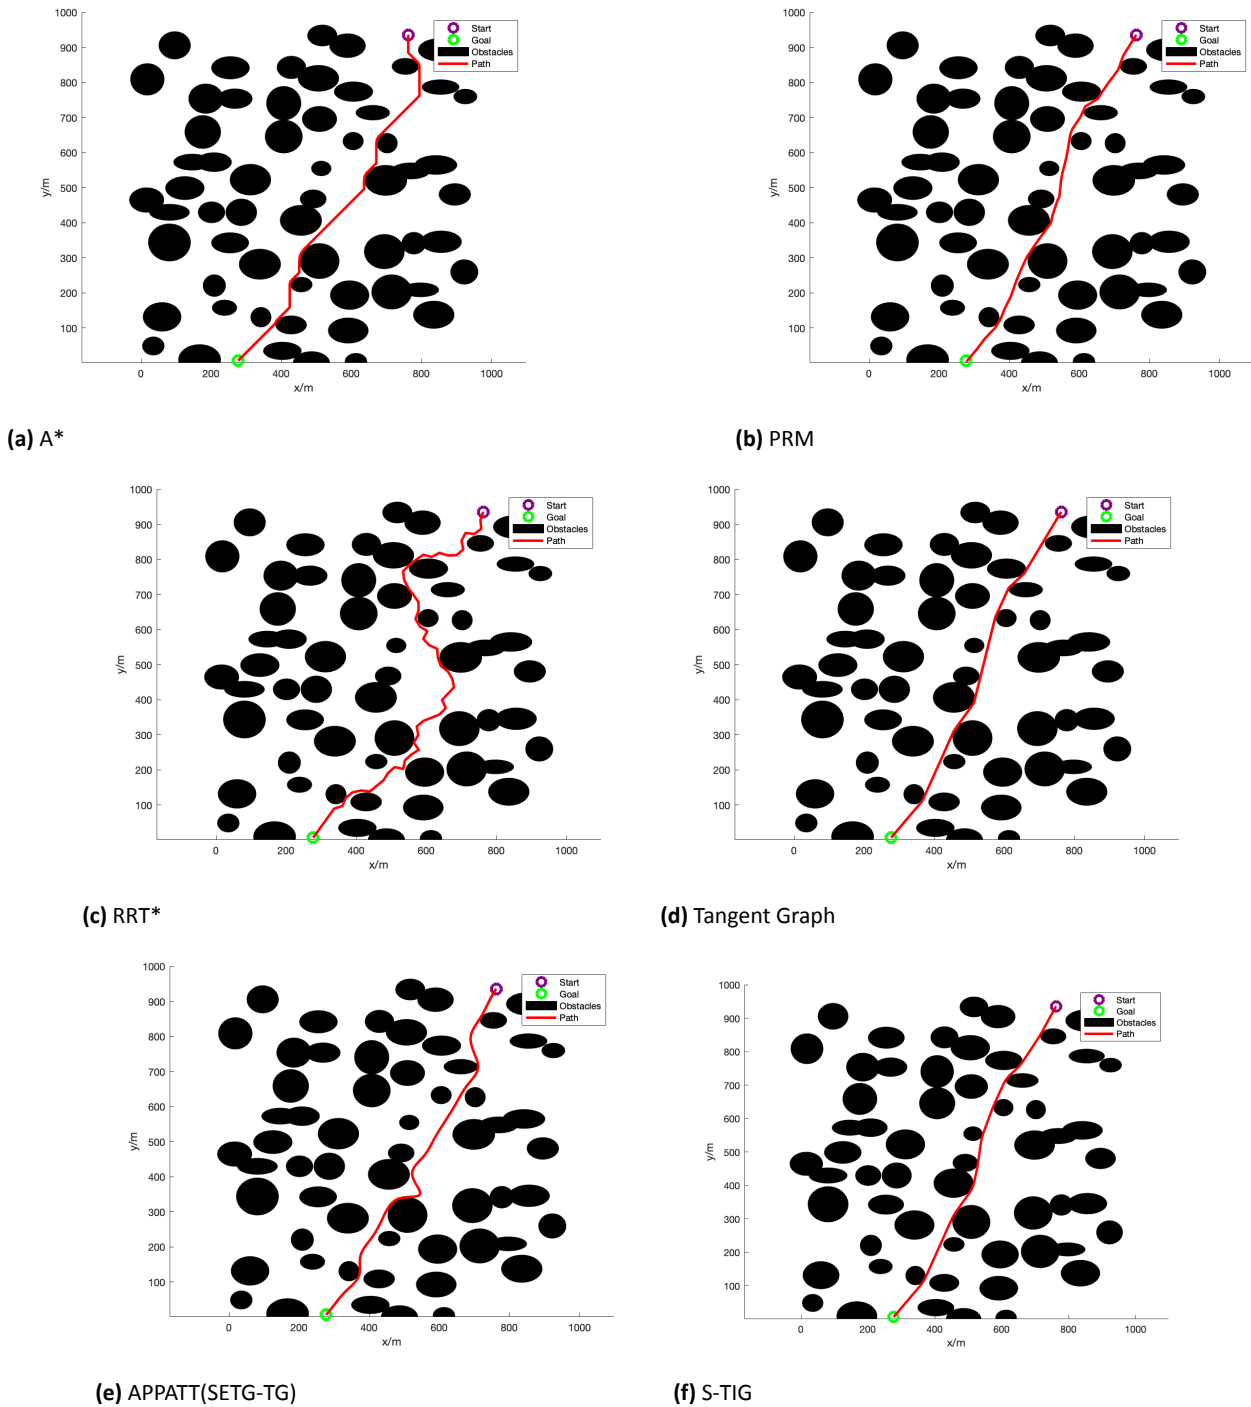 1000
900
800
700
600
500
400
300
200
100
y/m
0 200 400 600 800 1000
x/m
Start
Goal
Obstacles
Path
(a) A*
1000
900
800
700
600
500
400
300
200
100
y/m
0 200 400 600 800 1000
x/m
Start
Goal
Obstacles
Path
(b) PRM
1000
900
800
700
600
500
400
300
200
100
y/m
0 200 400 600 800 1000
x/m
Start
Goal
Obstacles
Path
(c) RRT*
1000
900
800
700
600
500
400
300
200
100
y/m
0 200 400 600 800 1000
x/m
Start
Goal
Obstacles
Path
(d) Tangent Graph
1000
900
800
700
600
500
400
300
200
100
y/m
0 200 400 600 800 1000
x/m
Start
Goal
Obstacles
Path
(e) APPATT(SETG-TG)
1000
900
800
700
600
500
400
300
200
100
y/m
0 200 400 600 800 1000
x/m
Start
Goal
Obstacles
Path
(f) S-TIG